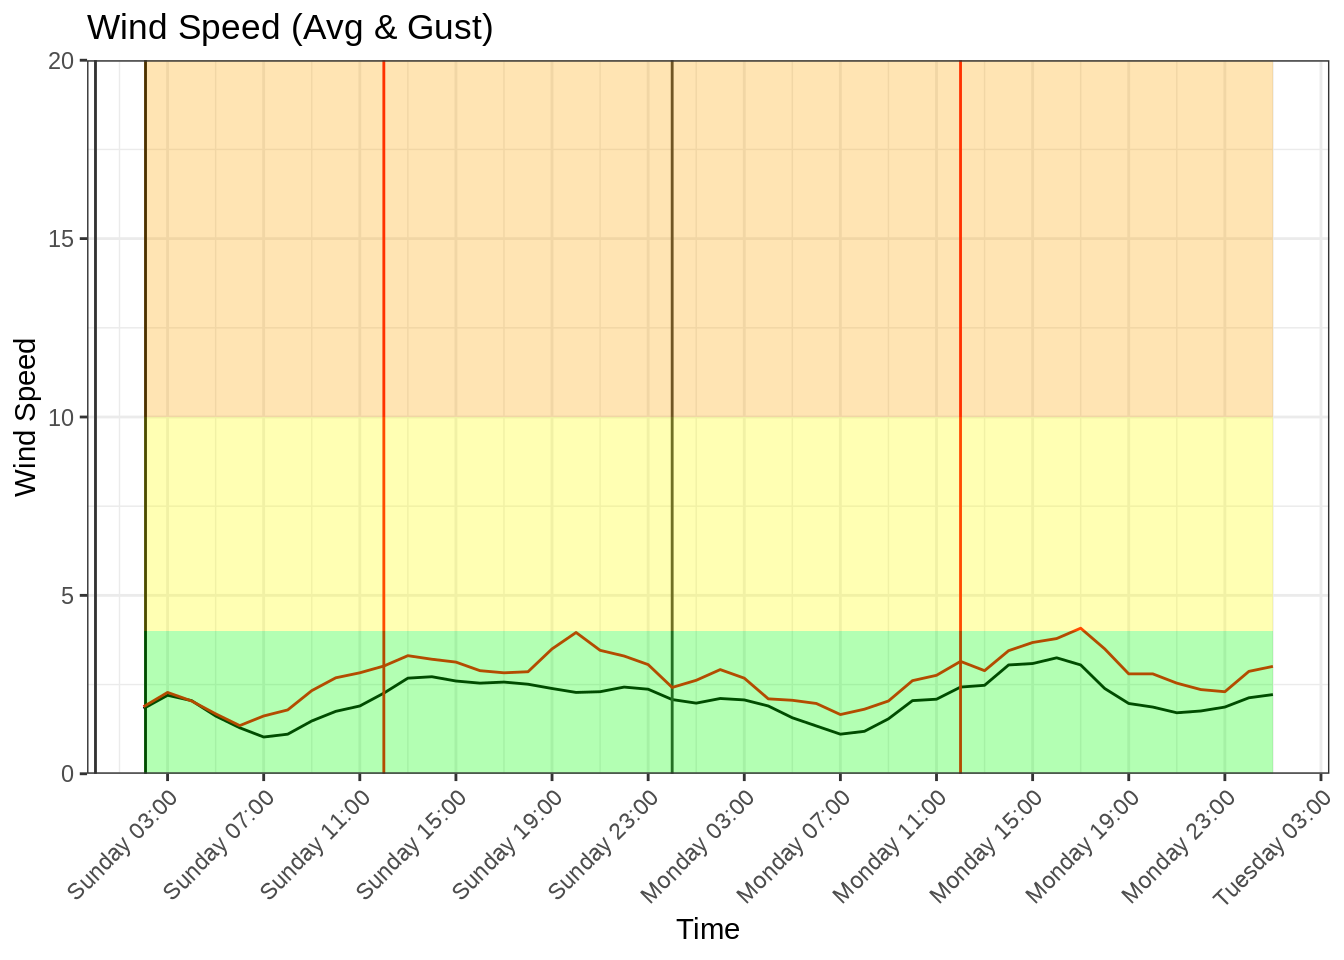 Wind Speed (Avg & Gust)
Wind Speed
20
15
10
5
0
Sunday 03:00
Sunday 07:00
Sunday 11:00
Sunday 15:00
Sunday 19:00
Sunday 23:00
Monday 03:00
Monday 07:00
Monday 11:00
Monday 15:00
Monday 19:00
Monday 23:00
Tuesday 03:00
Time